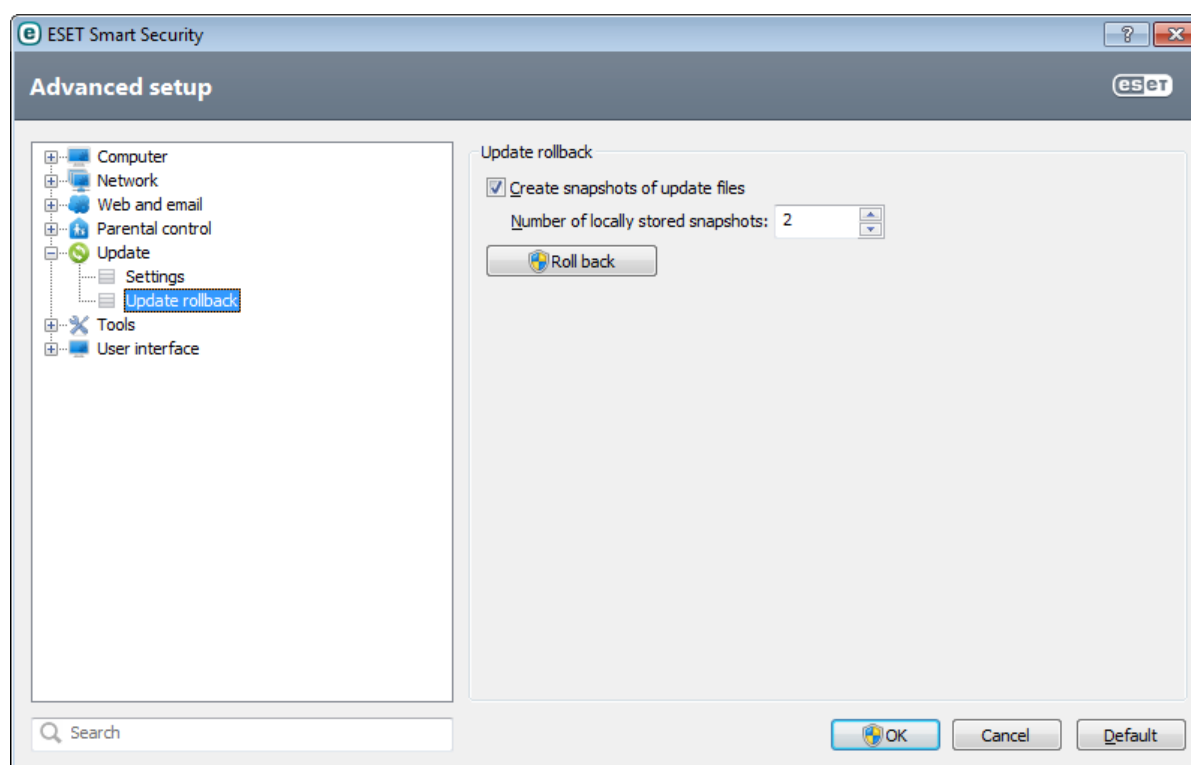 ESET Smart Security
Advanced setup
eset
Computer
Network
Web and email
Parental control
Update
Settings
Update rollback
Tools
User interface
Search
Update rollback
Create snapshots of update files
Number of locally stored snapshots: 2
Roll back
OK
Cancel
Default